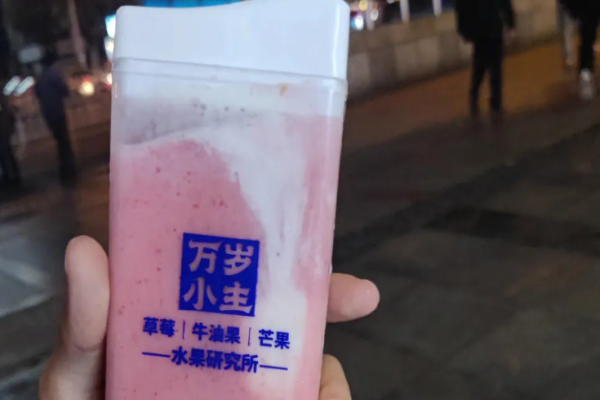 万岁
小主
草莓｜牛油果｜芒果
水果研究所